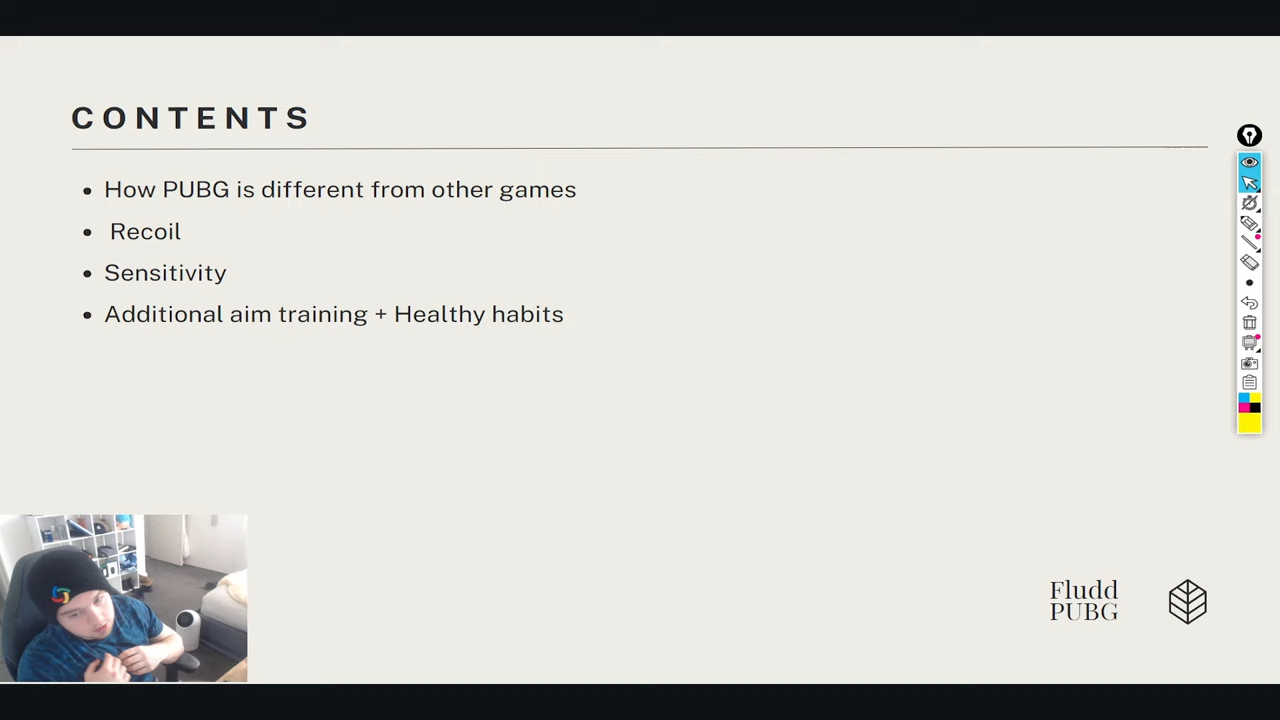 CONTENTS
How PUBG is different from other games
Recoil
Sensitivity
Additional aim training + Healthy habits
Fludd
PUBG